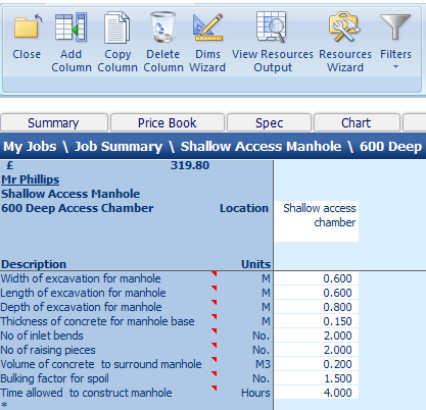 Close Add Column Copy Column Delete Column Dims Wizard View Resources Output Resources Wizard Filters
Summary Price Book Spec Chart
My Jobs \ Job Summary \ Shallow Access Manhole \ 600 Deep
£ 319.80
Mr Phillips
Shallow Access Manhole
600 Deep Access Chamber Location Shallow access chamber
Description Units
Width of excavation for manhole M 0.600
Length of excavation for manhole M 0.600
Depth of excavation for manhole M 0.800
Thickness of concrete for manhole base M 0.150
No of inlet bends No. 2.000
No of raising pieces No. 2.000
Volume of concrete to surround manhole M3 0.200
Bulking factor for spoil No. 1.500
Time allowed to construct manhole Hours 4.000
*